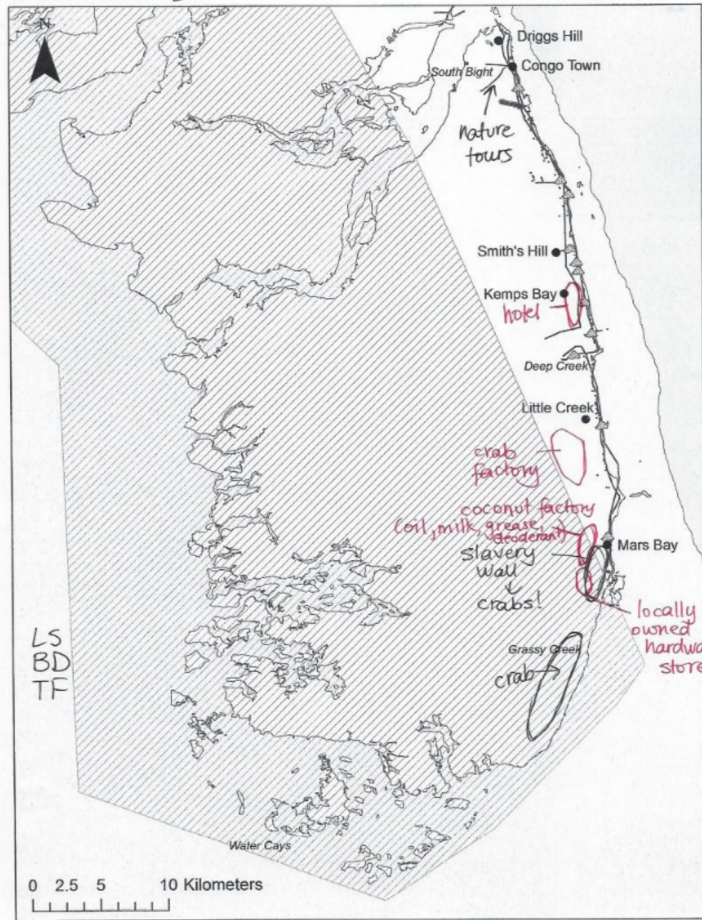 N
Driggs Hill
South Bight
Congo Town
nature
tours
Smith's Hill
Kemps Bay
hotel
Deep Creek
Little Creek
crab
factory
coconut factory
(oil, milk, grease,
deoderant)
Mars Bay
slavery
wall
crabs!
locally
owned
hardwa
store
LS
BD
TF
Grassy Creek
crab
Water Cays
0 2.5 5 10 Kilometers